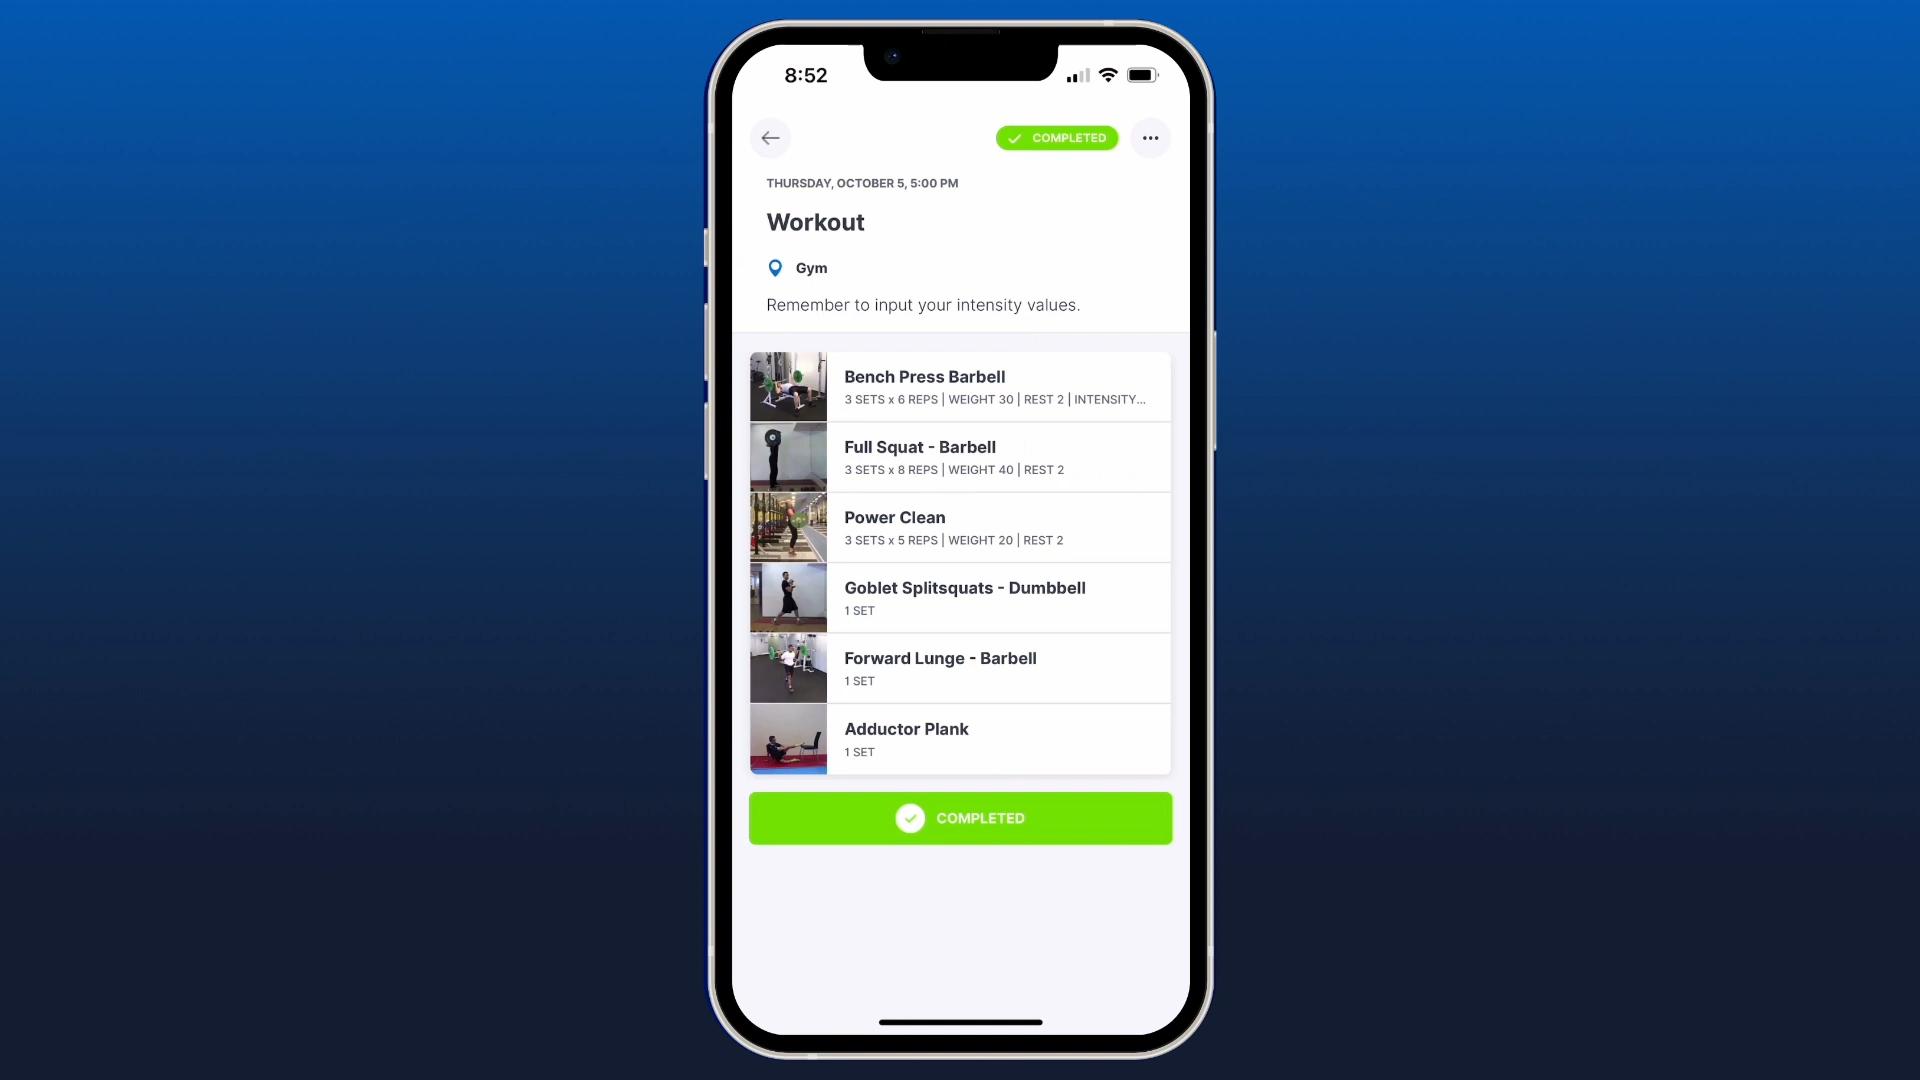 8:52
COMPLETED
THURSDAY, OCTOBER 5, 5:00 PM
Workout
Gym
Remember to input your intensity values.
Bench Press Barbell
3 SETS x 6 REPS | WEIGHT 30 | REST 2 | INTENSITY...
Full Squat - Barbell
3 SETS x 8 REPS | WEIGHT 40 | REST 2
Power Clean
3 SETS x 5 REPS | WEIGHT 20 | REST 2
Goblet Splitsquats - Dumbbell
1 SET
Forward Lunge - Barbell
1 SET
Adductor Plank
1 SET
COMPLETED